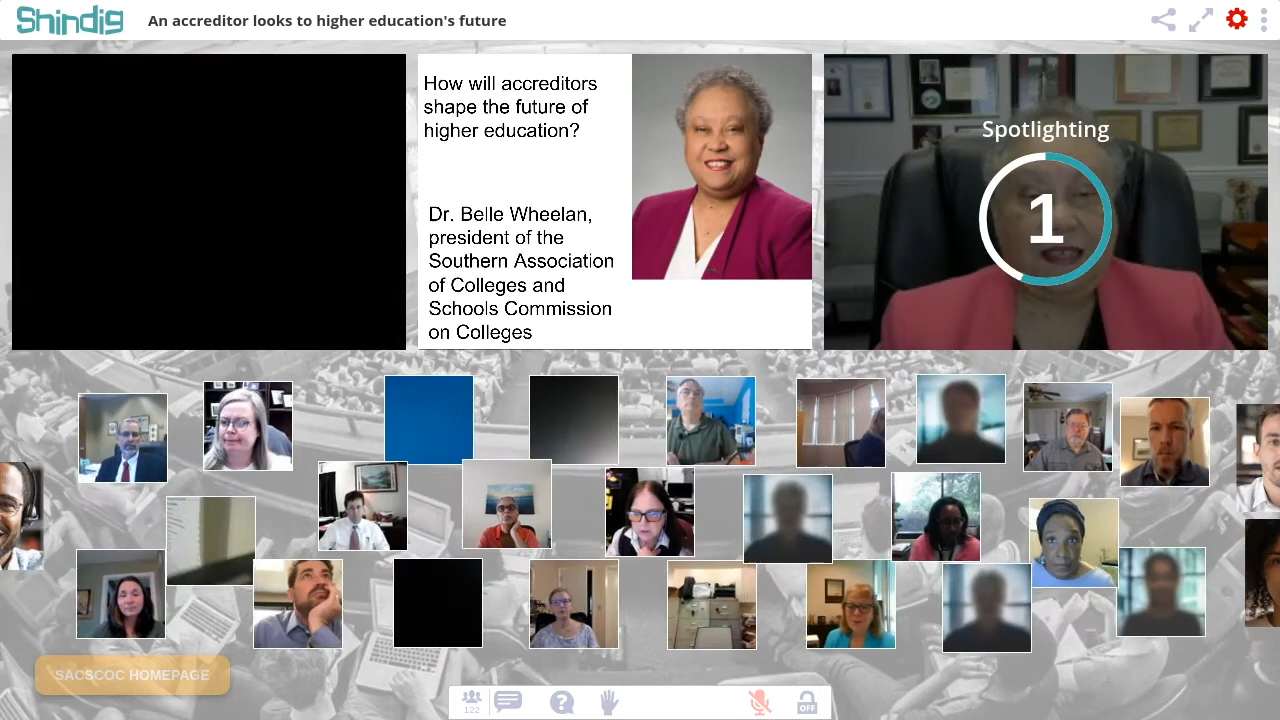 Shindig
An accreditor looks to higher education's future
How will accreditors
shape the future of
higher education?
Dr. Belle Wheelan,
president of the
Southern Association
of Colleges and
Schools Commission
on Colleges
Spotlighting
1
SACSCOC HOMEPAGE
122
OFF